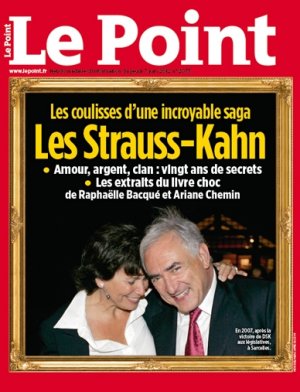 Le Point
Le Point
www.lepoint.fr
Les coulisses d'une incroyable saga
Les Strauss-Kahn
• Amour, argent, clan : vingt ans de secrets
• Les extraits du livre choc
de Raphaëlle Bacqué et Ariane Chemin
En 2007, après la
victoire de DSK
aux législatives,
à Sarcelles.